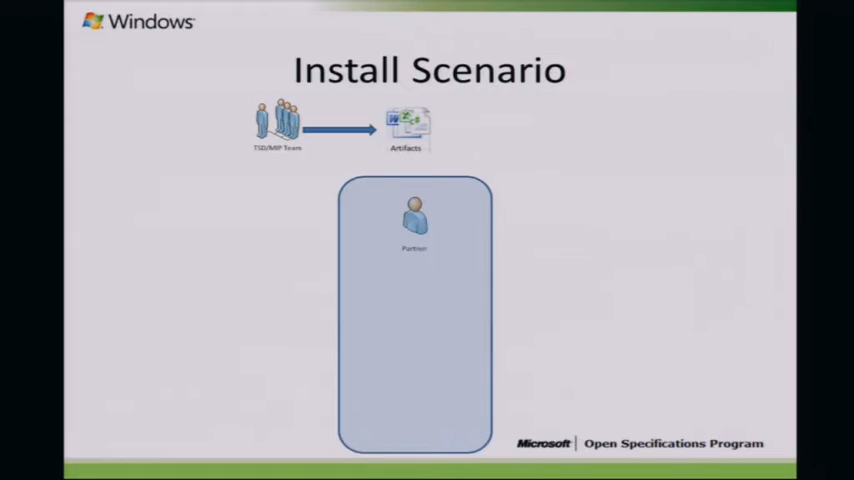 Windows
Install Scenario
TSD/MIP Team
Artifacts
Partner
Microsoft | Open Specifications Program